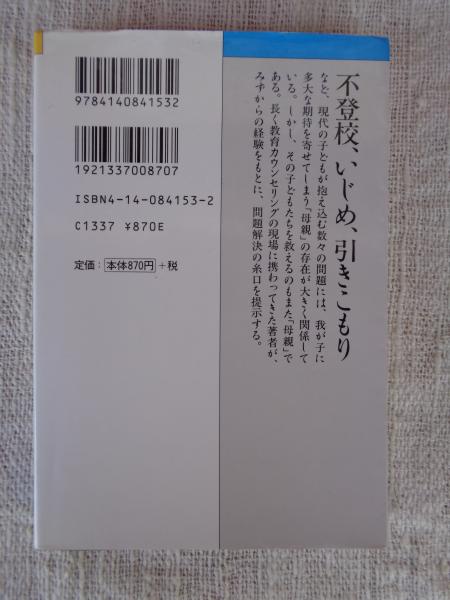 不登校、いじめ、引きこもり
など、現代の子どもが抱え込む数々の問題には、我が子に
多大な期待を寄せてしまう「母親」の存在が大きく関係して
いる。しかし、その子どもたちを救えるのもまた「母親」で
ある。長く教育カウンセリングの現場に携わってきた著者が、
みずからの経験をもとに、問題解決の糸口を提示する。
9784140841532
1921337008707
ISBN4-14-084153-2
C1337 ¥870E
定価：本体870円＋税